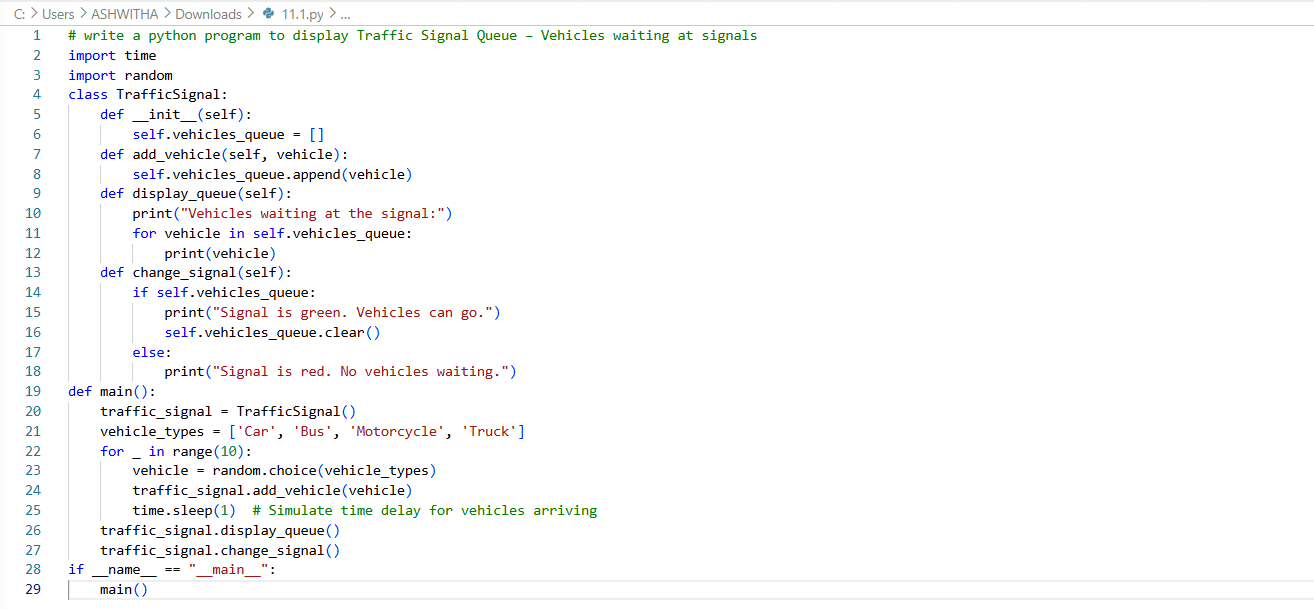 C: > Users > ASHWITHA > Downloads > 11.1.py > ...
1 # write a python program to display Traffic Signal Queue – Vehicles waiting at signals
2 import time
3 import random
4 class TrafficSignal:
5     def __init__(self):
6         self.vehicles_queue = []
7     def add_vehicle(self, vehicle):
8         self.vehicles_queue.append(vehicle)
9     def display_queue(self):
10         print("Vehicles waiting at the signal:")
11         for vehicle in self.vehicles_queue:
12             print(vehicle)
13     def change_signal(self):
14         if self.vehicles_queue:
15             print("Signal is green. Vehicles can go.")
16             self.vehicles_queue.clear()
17         else:
18             print("Signal is red. No vehicles waiting.")
19 def main():
20     traffic_signal = TrafficSignal()
21     vehicle_types = ['Car', 'Bus', 'Motorcycle', 'Truck']
22     for _ in range(10):
23         vehicle = random.choice(vehicle_types)
24         traffic_signal.add_vehicle(vehicle)
25         time.sleep(1)  # Simulate time delay for vehicles arriving
26     traffic_signal.display_queue()
27     traffic_signal.change_signal()
28 if __name__ == "__main__":
29     main()